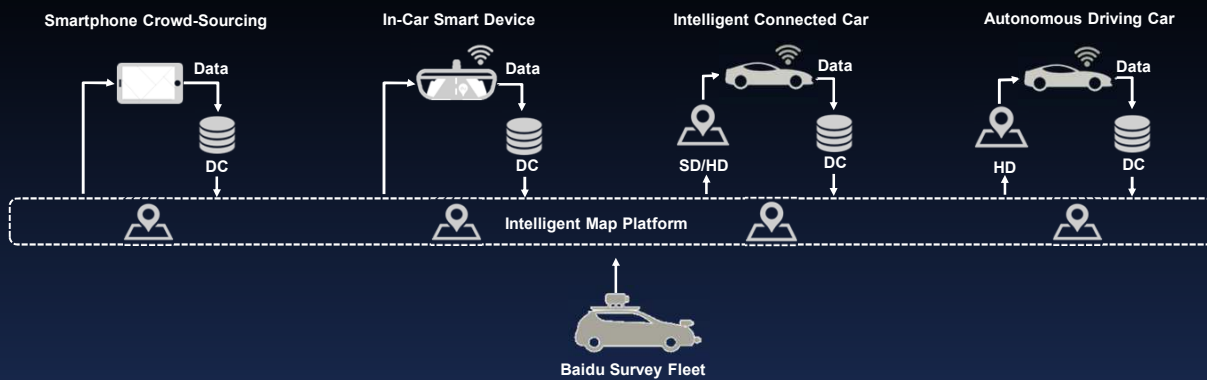 Smartphone Crowd-Sourcing
In-Car Smart Device
Intelligent Connected Car
Autonomous Driving Car
Data
Data
Data
Data
DC
DC
SD/HD
DC
HD
DC
Intelligent Map Platform
Baidu Survey Fleet